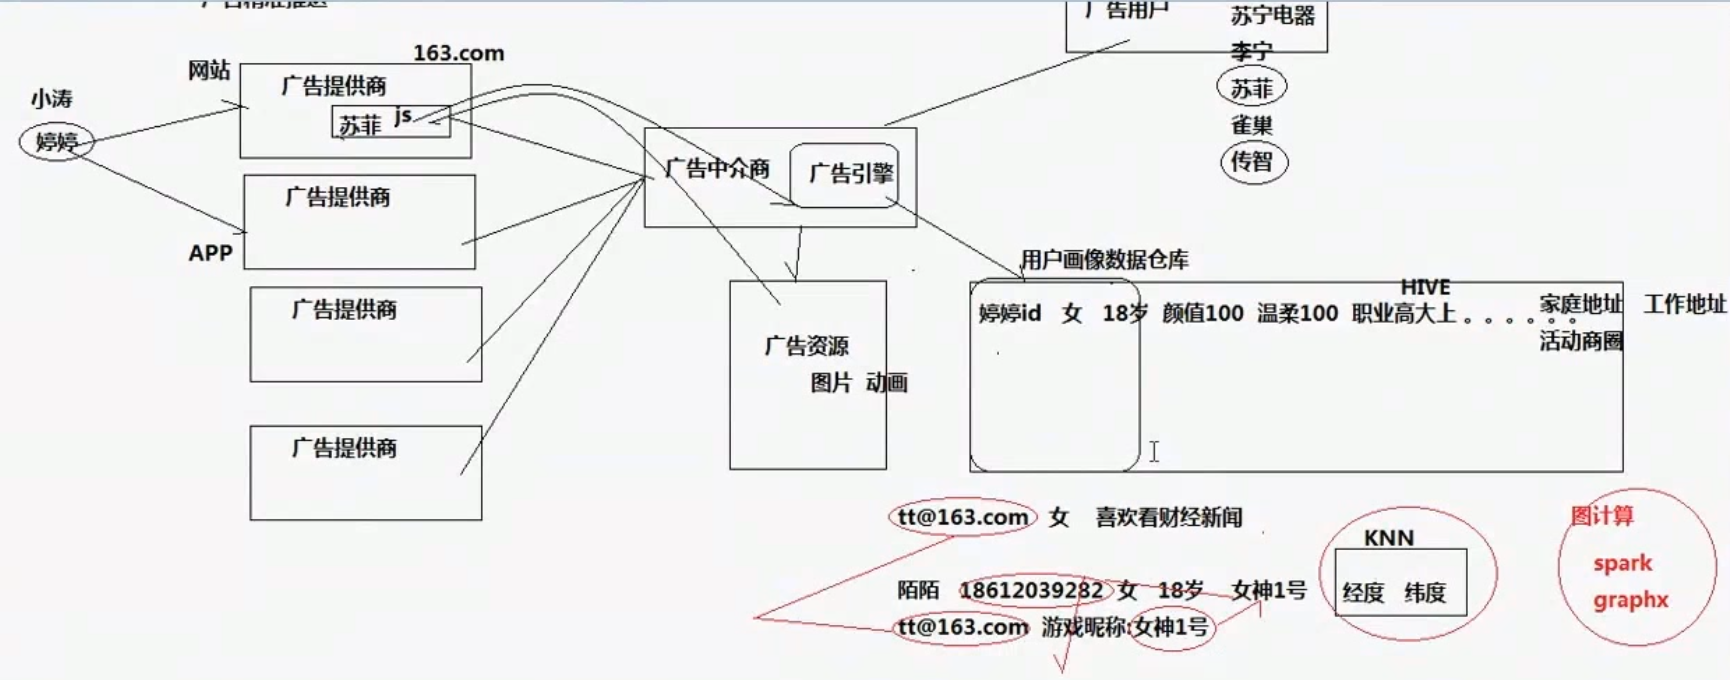 广告精准推送
163.com
网站
广告提供商
小涛
苏菲 js
婷婷
广告提供商
APP
广告提供商
广告提供商
广告中介商
广告引擎
广告资源
图片 动画
广告用户
苏宁电器
李宁
苏菲
雀巢
传智
用户画像数据仓库
HIVE
婷婷id 女 18岁 颜值100 温柔100 职业高大上。。。。。。
家庭地址 工作地址
活动商圈
tt@163.com 女 喜欢看财经新闻
陌陌 18612039282 女 18岁 女神1号
tt@163.com 游戏昵称:女神1号
KNN
经度 纬度
图计算
spark
graphx